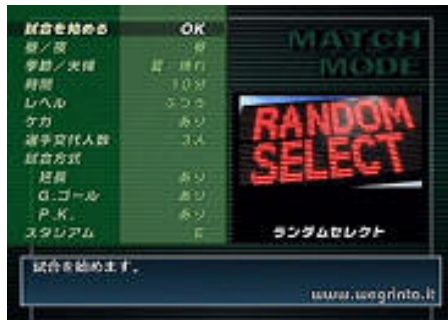 試合を始める OK
昼/夜 昼
季節/天候 夏 晴れ
時間 10分
レベル ふつう
ケガ あり
選手交代人数 3人
試合方式
延長 あり
G.ゴール あり
P.K. あり
スタジアム E
MATCH
MODE
RANDOM
SELECT
ランダムセレクト
試合を始めます。
www.wegrinta.it